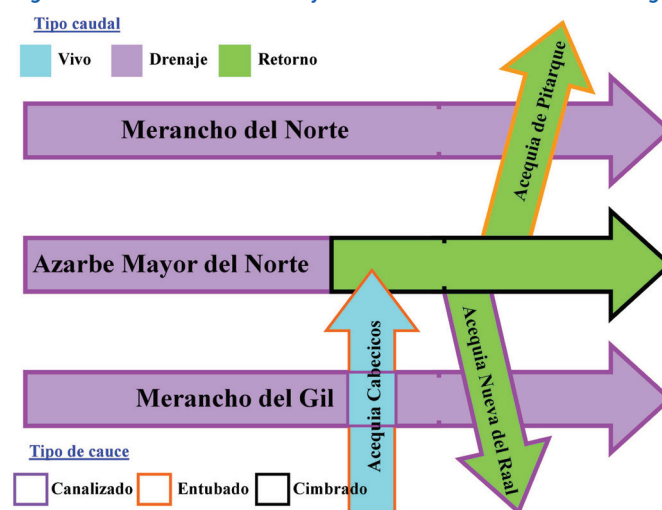 Tipo caudal
Vivo Drenaje Retorno
Acequia de Pitarque
Merancho del Norte
Azarbe Mayor del Norte
Acequia Cabecicos
Acequia Nueva del Raal
Merancho del Gil
Tipo de cauce
Canalizado Entubado Cimbrado